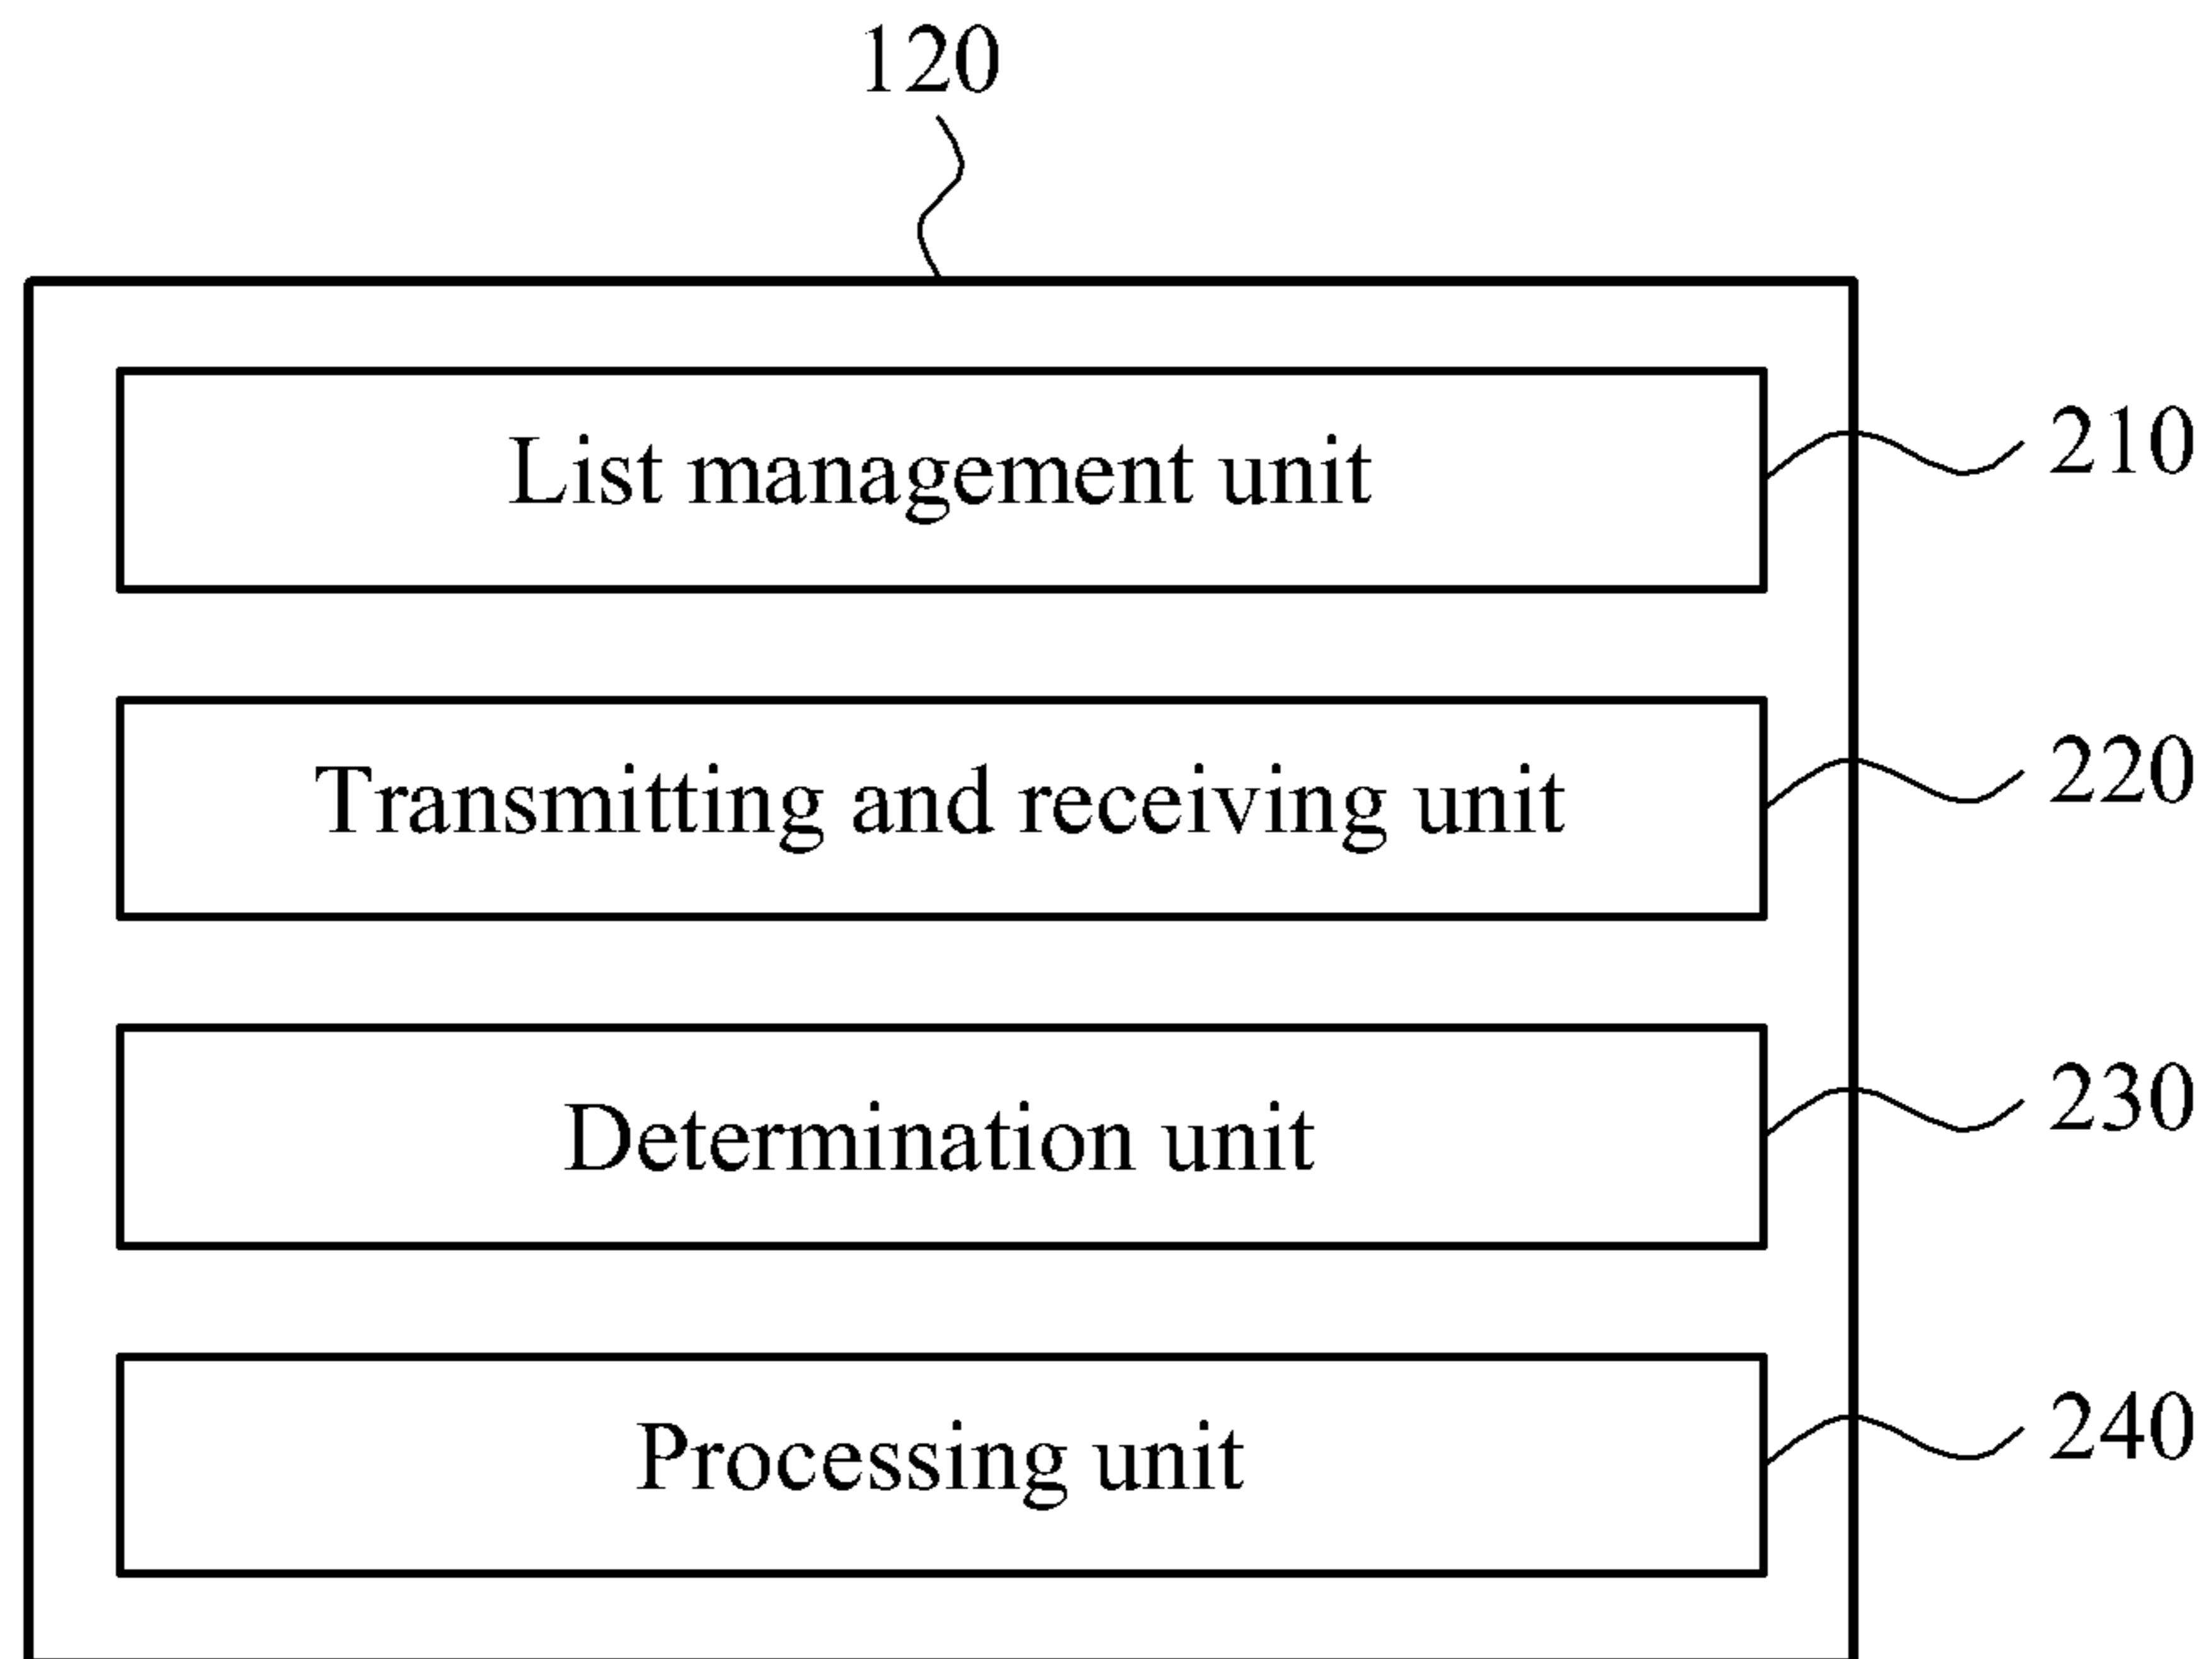 120
List management unit
210
Transmitting and receiving unit
220
Determination unit
230
Processing unit
240